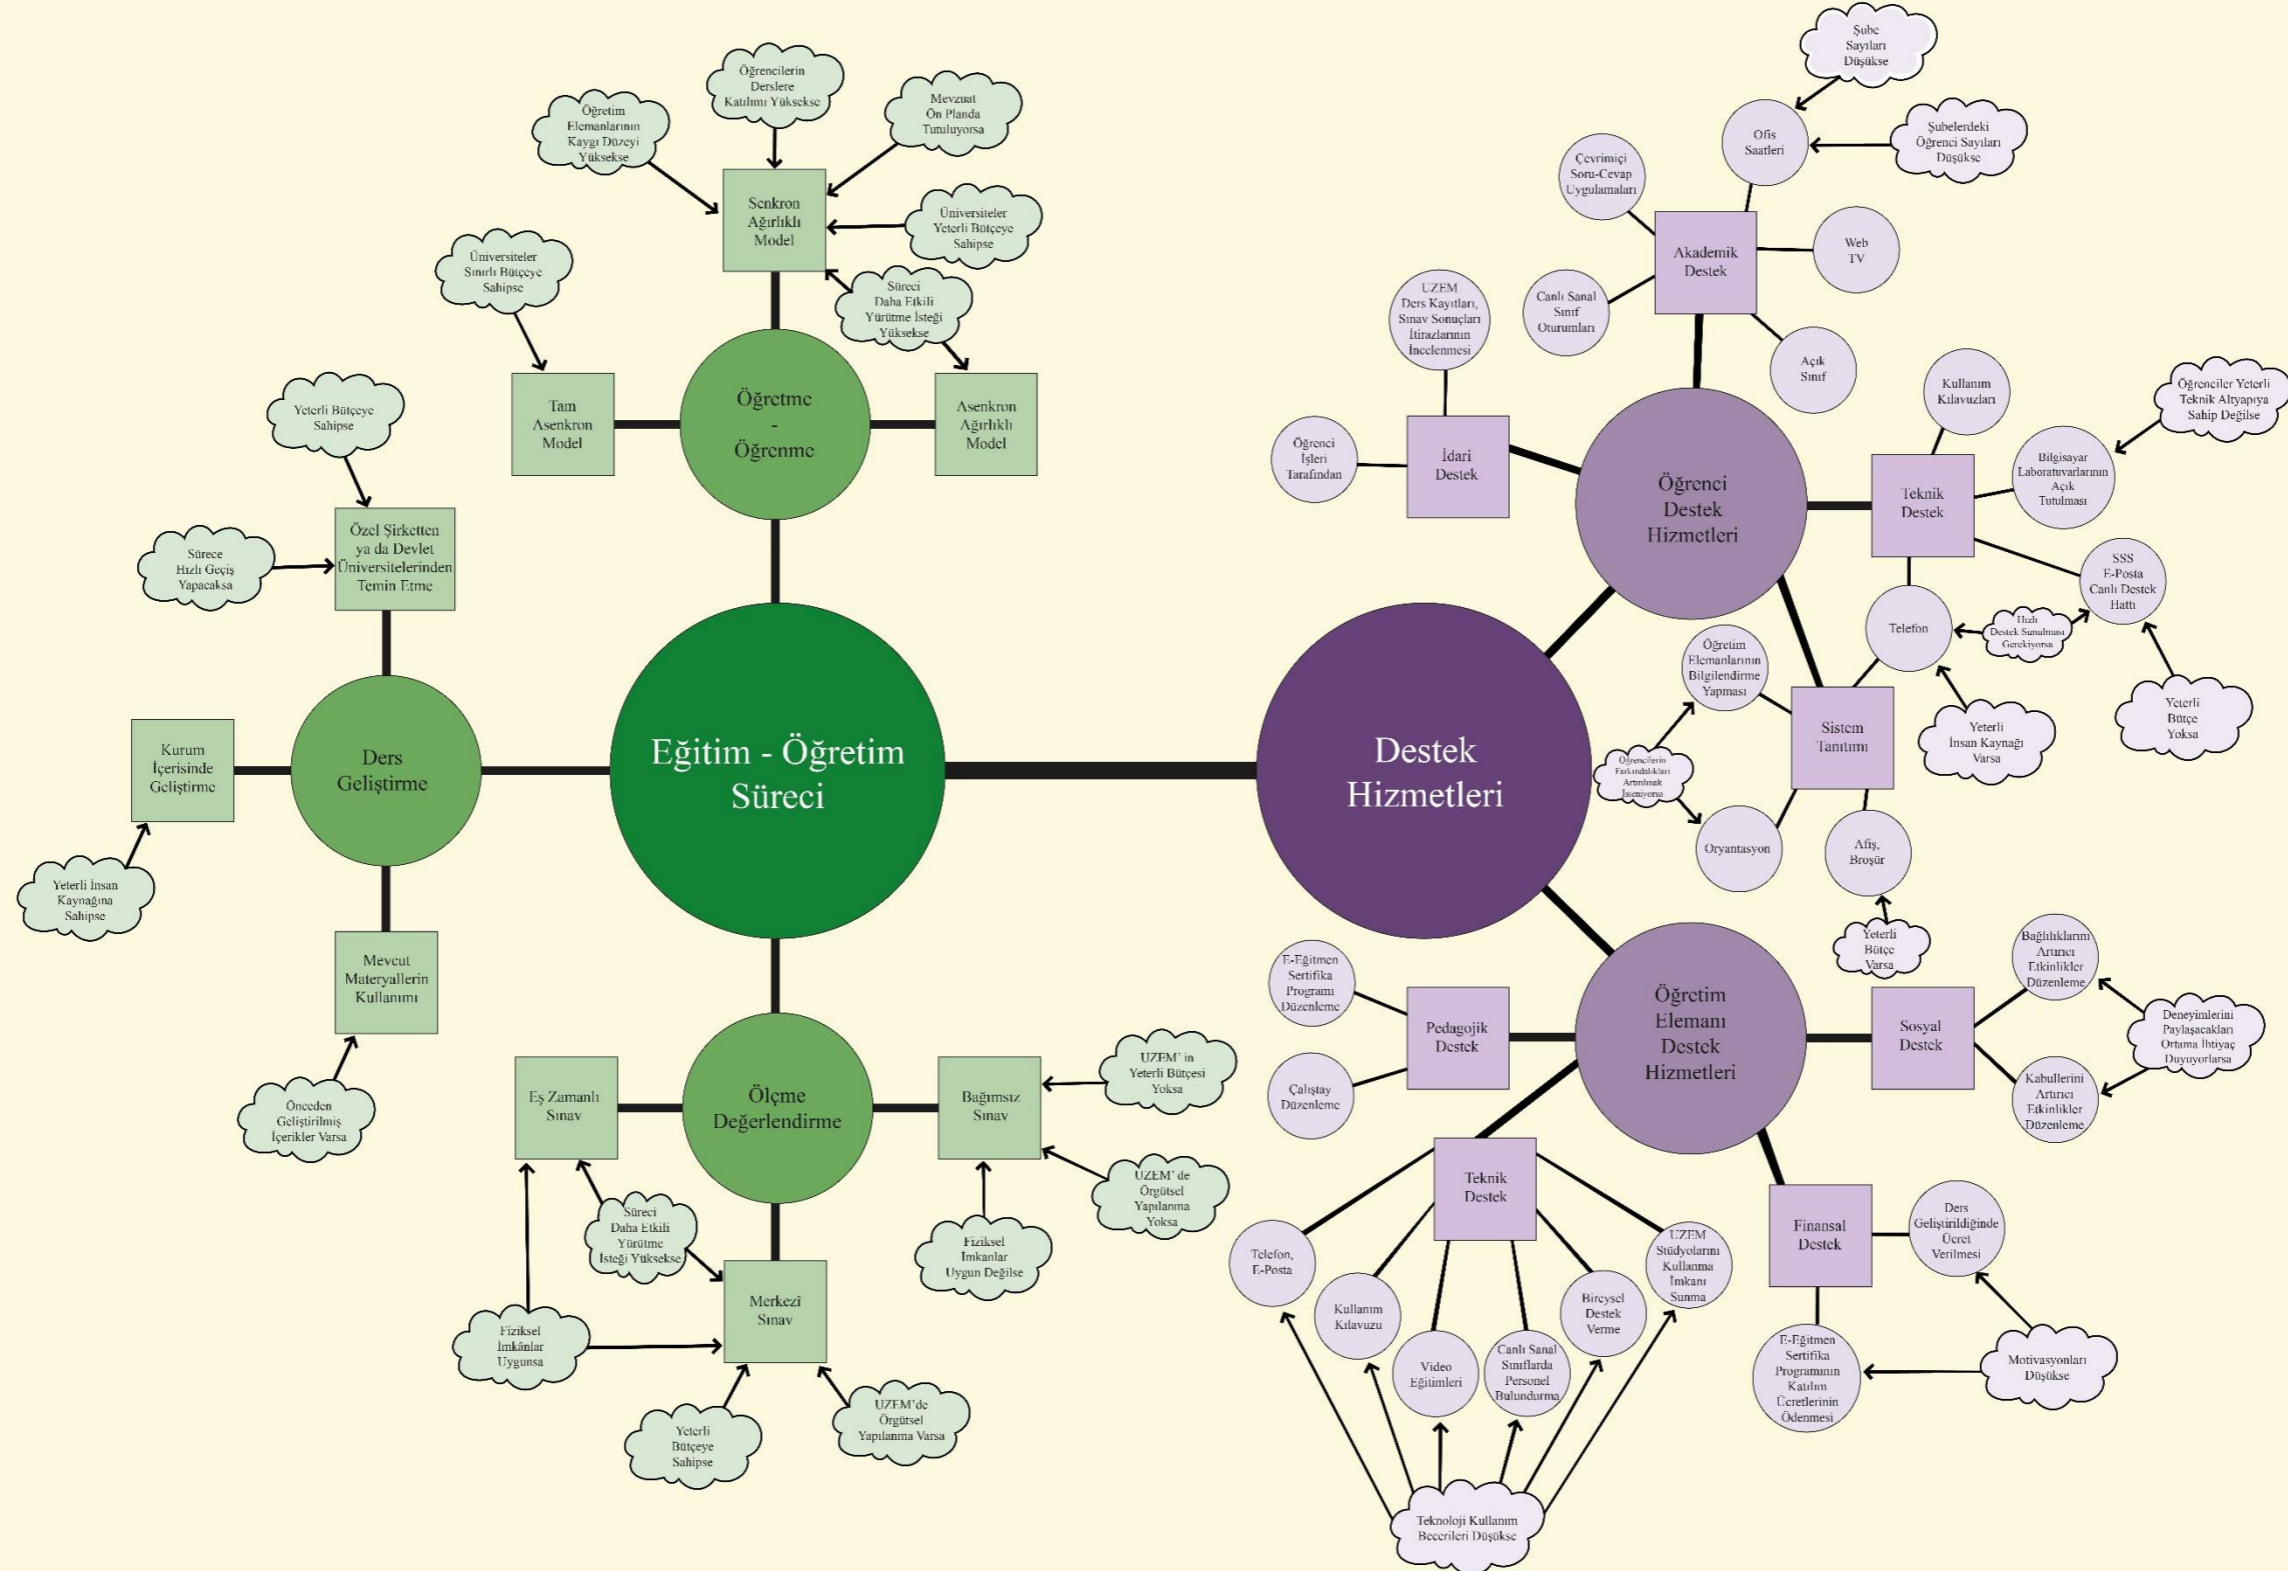 Öğretim
Elemanlarının
Kaygı Düzeyi
Yüksekse
Öğrencilerin
Derslere
Katılımı Yüksekse
Mevzuat
Ön Planda
Tutuluyorsa
Senkron
Ağırlıklı
Model
Üniversiteler
Yeterli Bütçeye
Sahipse
Üniversiteler
Sınırlı Bütçeye
Sahipse
Süreci
Daha Etkili
Yürütme İsteği
Yüksekse
Tam
Asenkron
Model
Öğretme
-
Öğrenme
Asenkron
Ağırlıklı
Model
Yeterli Bütçeye
Sahipse
Sürece
Hızlı Geçiş
Yapacaksa
Özel Şirketten
ya da Devlet
Üniversitelerinden
Temin Etme
Kurum
İçerisinde
Geliştirme
Ders
Geliştirme
Eğitim - Öğretim
Süreci
Yeterli İnsan
Kaynağına
Sahipse
Mevcut
Materyallerin
Kullanımı
Önceden
Geliştirilmiş
İçerikler Varsa
Eş Zamanlı
Sınav
Ölçme
Değerlendirme
Bağımsız
Sınav
UZEM' in
Yeterli Bütçesi
Yoksa
UZEM' de
Örgütsel
Yapılanma
Yoksa
Fiziksel
İmkanlar
Uygun Değilse
Süreci
Daha Etkili
Yürütme
İsteği Yüksekse
Merkezî
Sınav
Fiziksel
İmkânlar
Uygunsa
Yeterli
Bütçeye
Sahipse
UZEM'de
Örgütsel
Yapılanma Varsa
Destek
Hizmetleri
Öğrenci
Destek
Hizmetleri
Şube
Sayıları
Düşükse
Ofis
Saatleri
Şubelerdeki
Öğrenci Sayıları
Düşükse
Çevrimiçi
Soru-Cevap
Uygulamaları
Akademik
Destek
Web
TV
Canlı Sanal
Sınıf
Oturumları
Açık
Sınıf
UZEM
Ders Kayıtları,
Sınav Sonuçları
İtirazlarının
İncelenmesi
Öğrenci
İşleri
Tarafından
İdari
Destek
Kullanım
Kılavuzları
Öğrenciler Yeterli
Teknik Altyapıya
Sahip Değilse
Teknik
Destek
Bilgisayar
Laboratuvarlarının
Açık
Tutulması
SSS
E-Posta
Canlı Destek
Hattı
Telefon
Hızlı
Destek Sunulması
Gerekiyorsa
Yeterli
İnsan Kaynağı
Varsa
Yeterli
Bütçe
Yoksa
Öğretim
Elemanlarının
Bilgilendirme
Yapması
Sistem
Tanıtımı
Öğrencilerin
Farkındalıkları
Artırılmak
İsteniyorsa
Oryantasyon
Afiş,
Broşür
Yeterli
Bütçe
Varsa
Öğretim
Elemanı
Destek
Hizmetleri
E-Eğitmen
Sertifika
Programı
Düzenleme
Pedagojik
Destek
Çalıştay
Düzenleme
Sosyal
Destek
Bağlılıklarını
Artırıcı
Etkinlikler
Düzenleme
Deneyimlerini
Paylaşacakları
Ortama İhtiyaç
Duyuyorlarsa
Kabullerini
Artırıcı
Etkinlikler
Düzenleme
Teknik
Destek
Telefon,
E-Posta
Kullanım
Kılavuzu
Video
Eğitimleri
Canlı Sanal
Sınıflarda
Personel
Bulundurma
Bireysel
Destek
Verme
UZEM
Stüdyolarını
Kullanma
İmkanı
Sunma
Teknoloji Kullanım
Becerileri Düşükse
Finansal
Destek
Ders
Geliştirildiğinde
Ücret
Verilmesi
E-Eğitmen
Sertifika
Programının
Katılım
Ücretlerinin
Ödenmesi
Motivasyonları
Düşükse